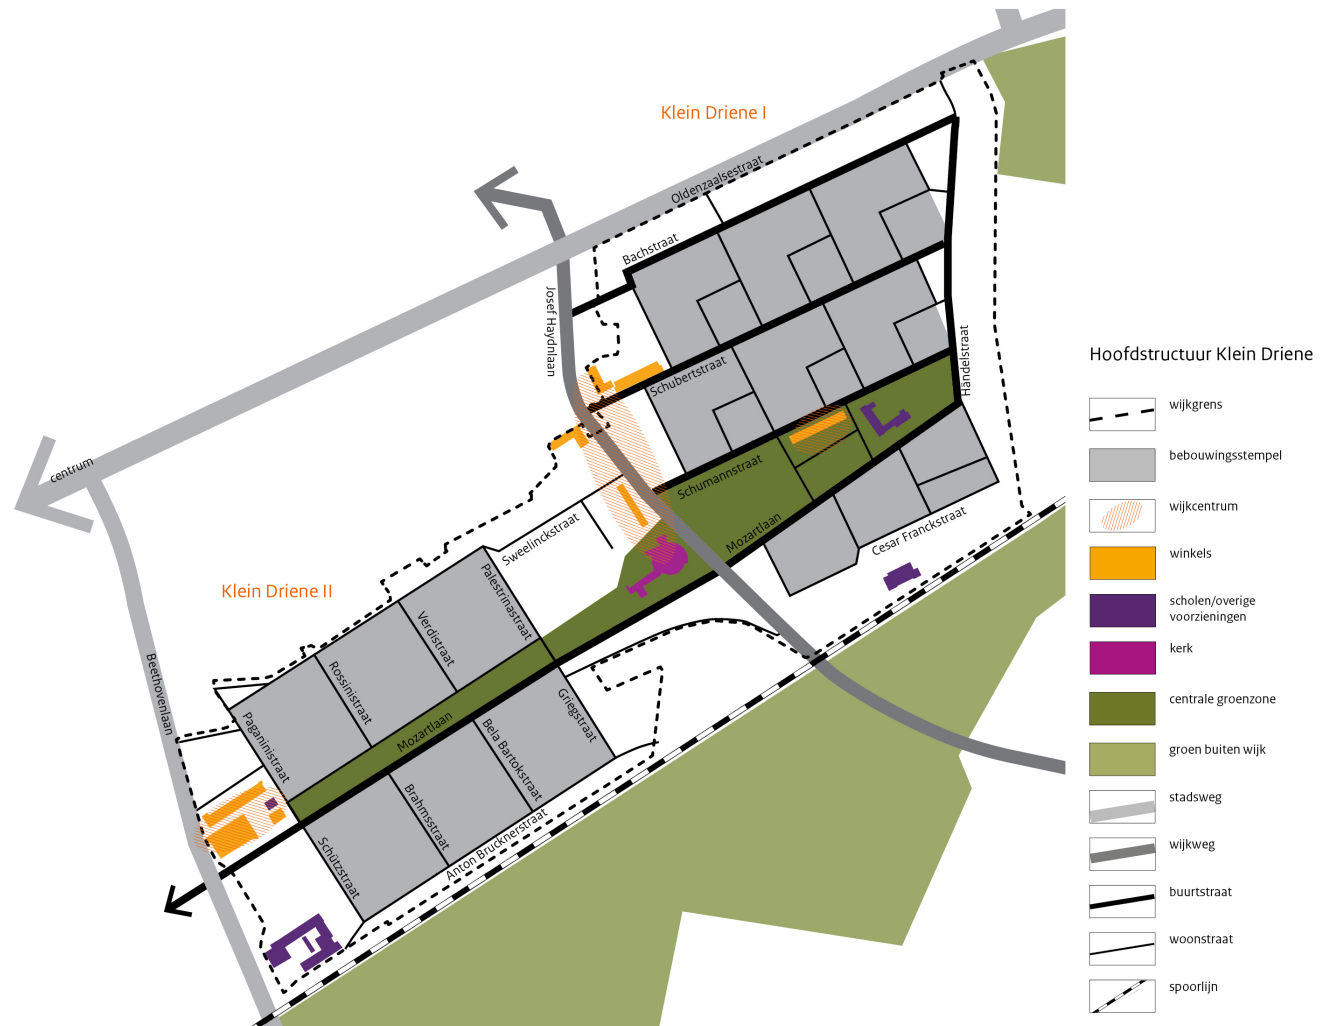 Klein Driene I
Oldenzaalsestraat
Bachstraat
Josef Haydnlaan
Schubertstraat
Händelstraat
Schumannstraat
Mozartlaan
Cesar Franckstraat
centrum
Sweelinckstraat
Klein Driene II
Palestrinastraat
Verdistraat
Rossinistraat
Paganinistraat
Beethovenlaan
Mozartlaan
Griegstraat
Bela Bartokstraat
Brahmsstraat
Schützstraat
Anton Brucknerstraat
Hoofdstructuur Klein Driene
wijkgrens
bebouwingsstempel
wijkcentrum
winkels
scholen/overige
voorzieningen
kerk
centrale groenzone
groen buiten wijk
stadsweg
wijkweg
buurtstraat
woonstraat
spoorlijn